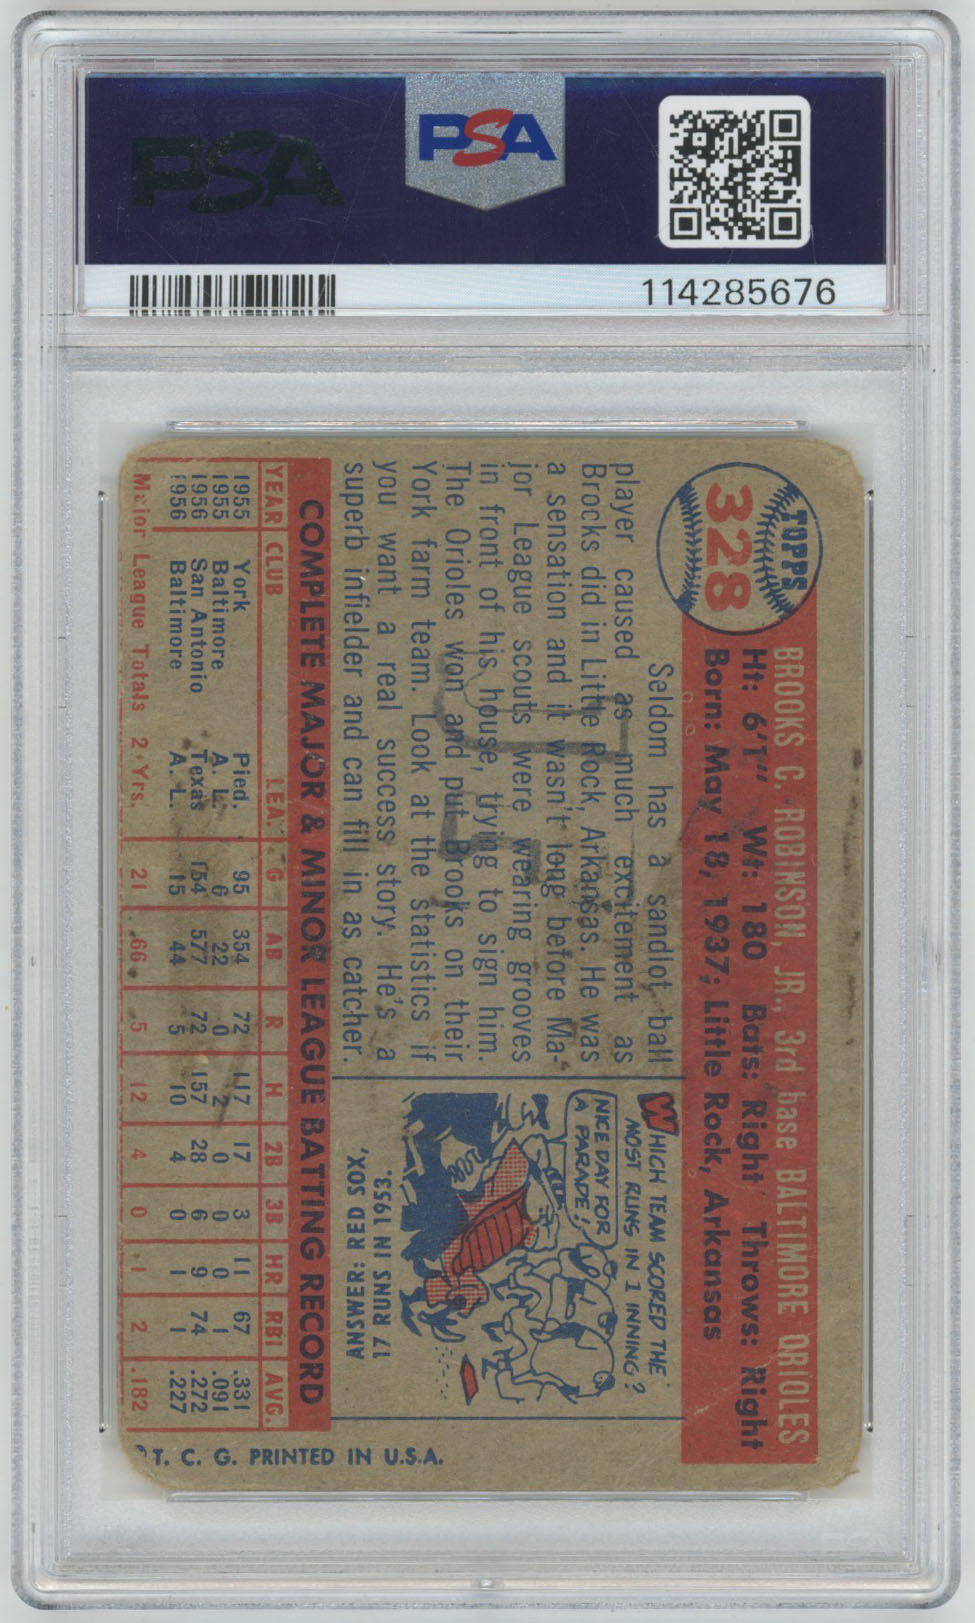 PSA
PSA
114285676
TOPPS
328
BROOKS C. ROBINSON, JR., 3rd base BALTIMORE ORIOLES
Ht: 6'1" Wt: 180 Bats: Right Throws: Right
Born: May 18, 1937; Little Rock, Arkansas
Seldom has a sandlot ball
player caused as much excitement as
Brooks did in Little Rock, Arkansas. He was
a sensation and it wasn't long before Ma-
jor League scouts were wearing grooves
in front of his house, trying to sign him.
The Orioles won and put Brooks on their
York farm team. Look at the statistics if
you want a real success story. He's a
superb infielder and can fill in as catcher.
WHICH TEAM SCORED THE
MOST RUNS IN 1 INNING?
NICE DAY FOR
A PARADE!
ANSWER: RED SOX,
17 RUNS IN 1953.
COMPLETE MAJOR & MINOR LEAGUE BATTING RECORD
YEAR CLUB LEA. G AB R H 2B 3B HR RBI AVG.
1955 York Pied. 95 354 72 117 17 3 11 67 .331
1955 Baltimore A. L. 6 22 0 2 0 0 0 1 .091
1956 San Antonio Texas 154 577 72 157 28 6 9 74 .272
1956 Baltimore A. L. 15 44 5 10 4 0 1 1 .227
Major League Totals 2 Yrs. 21 66 5 12 4 0 1 2 .182
T. C. G. PRINTED IN U.S.A.